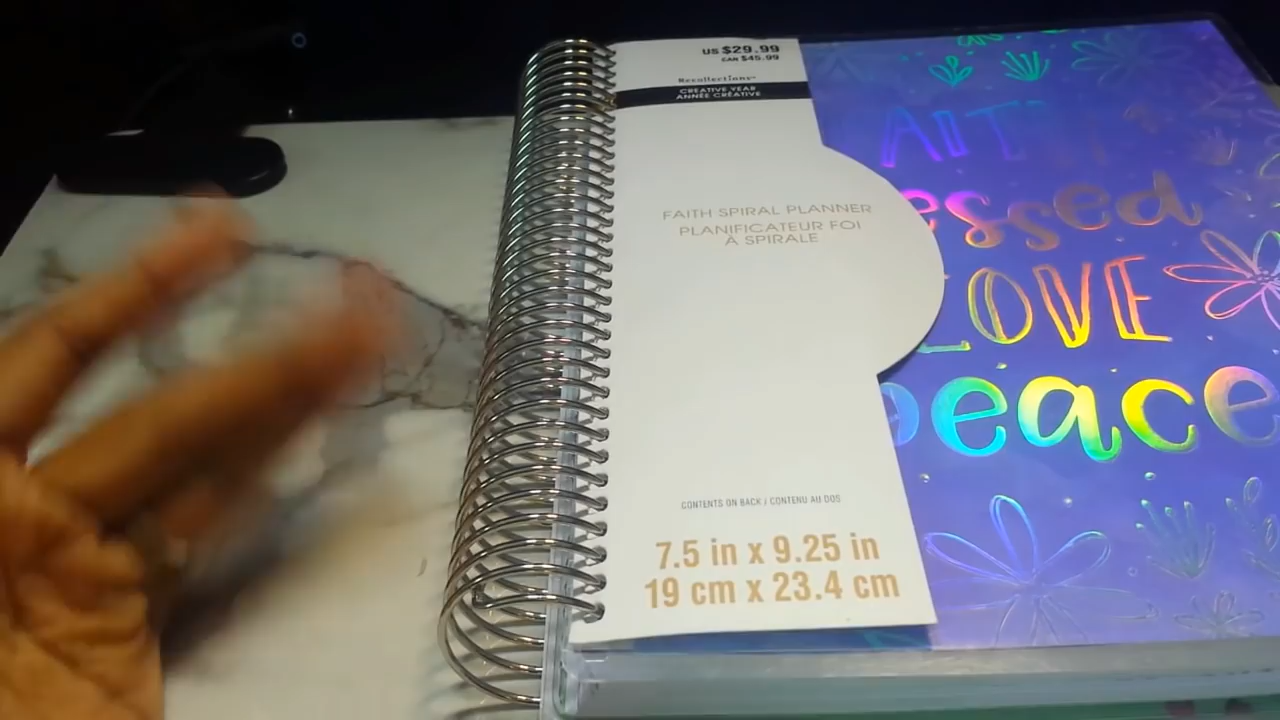 US $29.99
CAN $45.99
Recollections
CREATIVE YEAR
ANNÉE CRÉATIVE
FAITH SPIRAL PLANNER
PLANIFICATEUR FOI
À SPIRALE
CONTENTS ON BACK / CONTENU AU DOS
7.5 in x 9.25 in
19 cm x 23.4 cm
AIT
essed
LOVE
peace